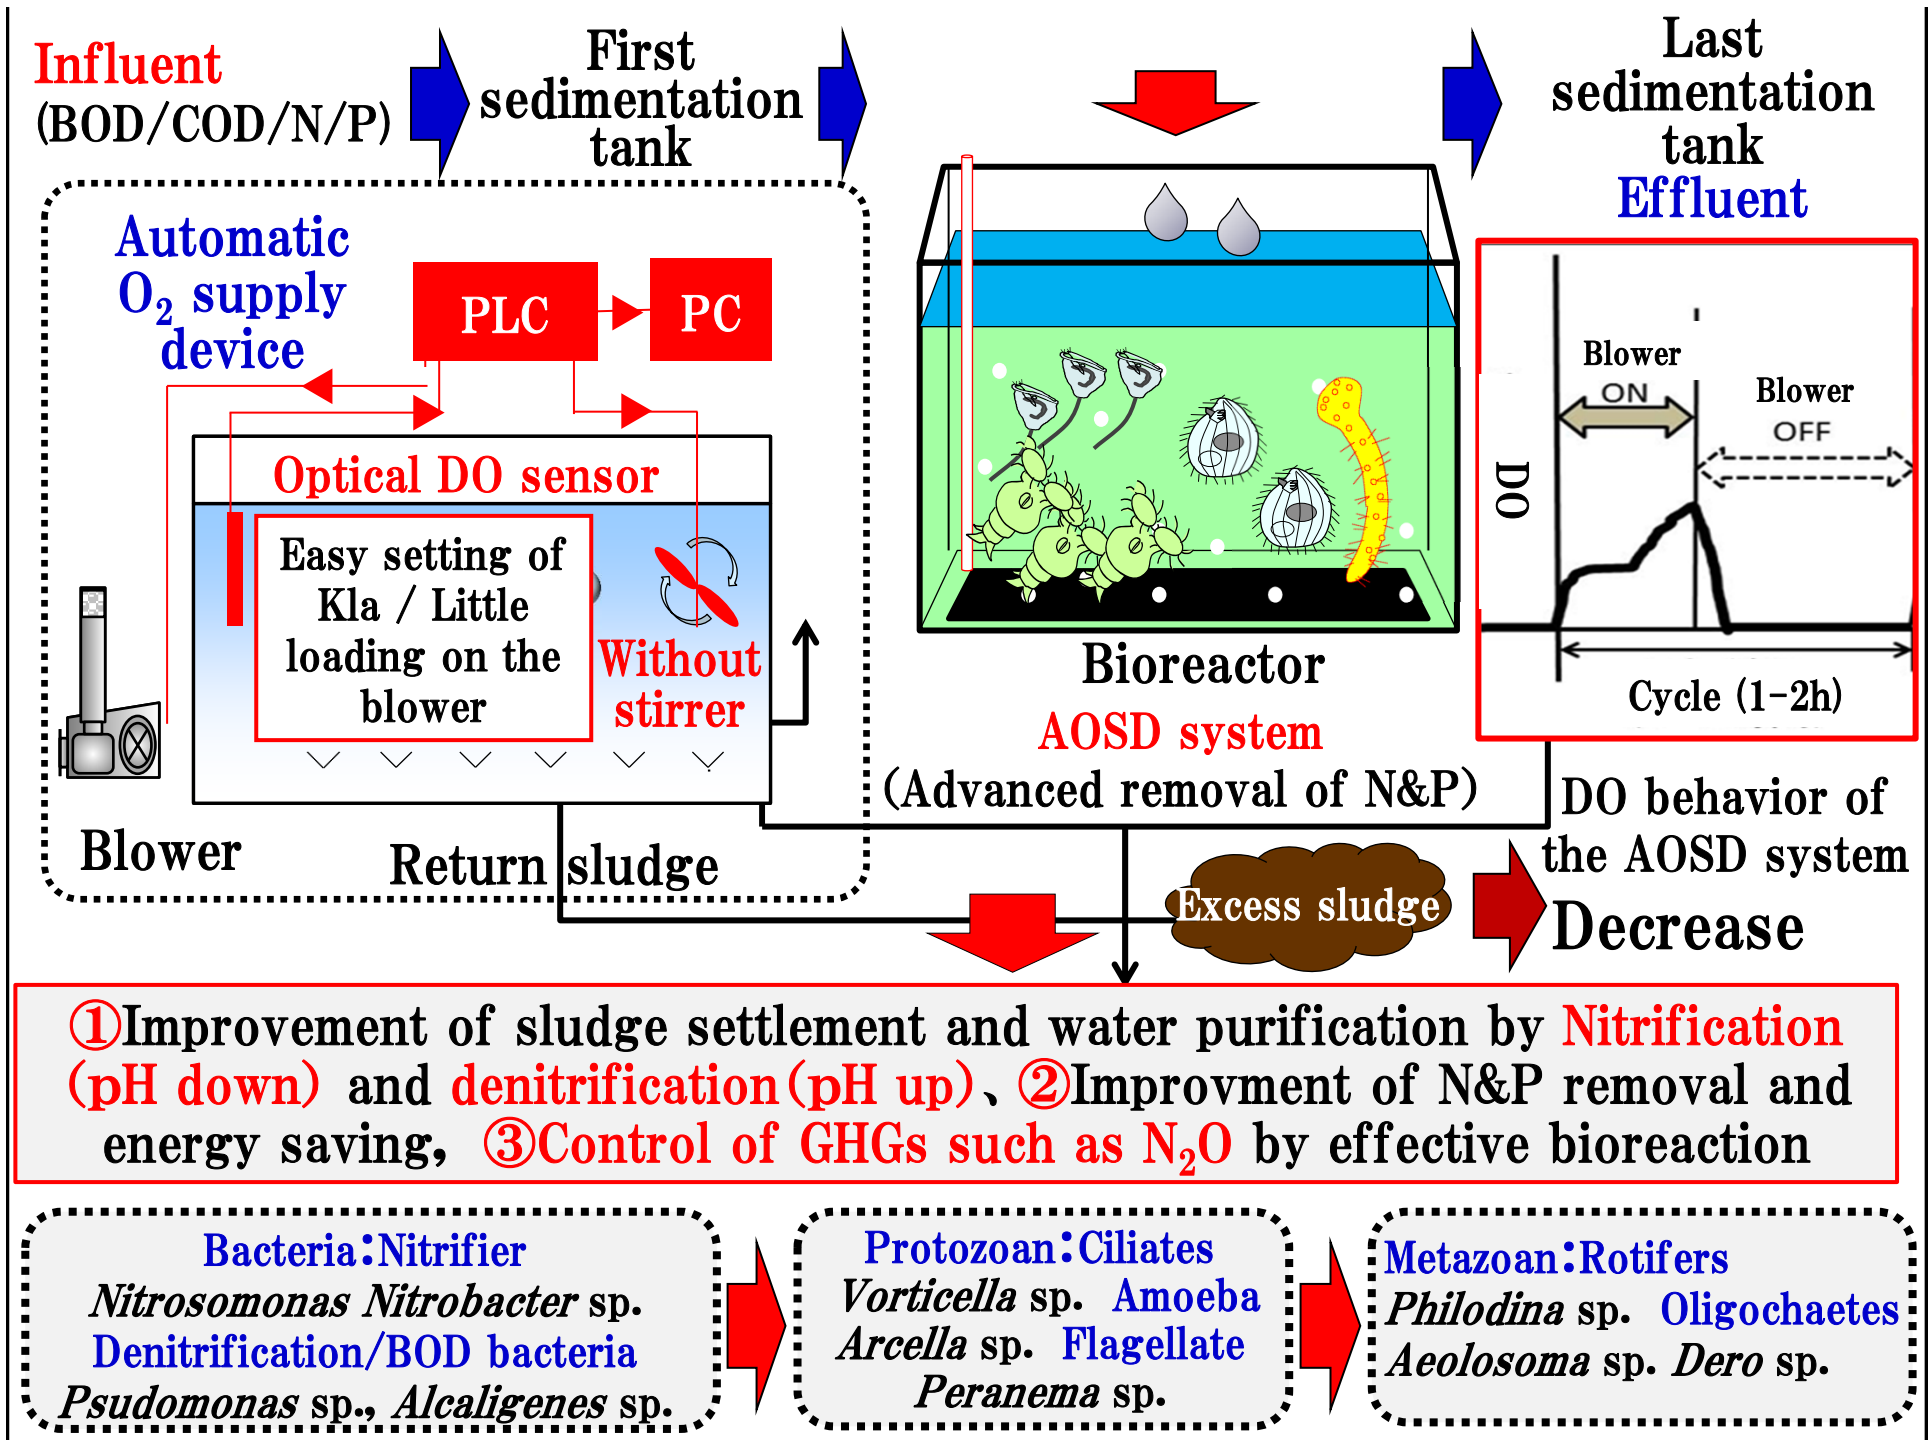 Influent
(BOD/COD/N/P)
First
sedimentation
tank
Last
sedimentation
tank
Effluent
Automatic
O₂ supply
device
PLC
PC
Optical DO sensor
Easy setting of
Kla / Little
loading on the
blower
Without
stirrer
Blower
Return sludge
Bioreactor
AOSD system
(Advanced removal of N&P)
Blower
ON
Blower
OFF
DO
Cycle (1-2h)
DO behavior of
the AOSD system
Excess sludge
Decrease
①Improvement of sludge settlement and water purification by Nitrification
(pH down) and denitrification(pH up)、②Improvment of N&P removal and
energy saving, ③Control of GHGs such as N₂O by effective bioreaction
Bacteria:Nitrifier
Nitrosomonas Nitrobacter sp.
Denitrification/BOD bacteria
Psudomonas sp., Alcaligenes sp.
Protozoan:Ciliates
Vorticella sp. Amoeba
Arcella sp. Flagellate
Peranema sp.
Metazoan:Rotifers
Philodina sp. Oligochaetes
Aeolosoma sp. Dero sp.